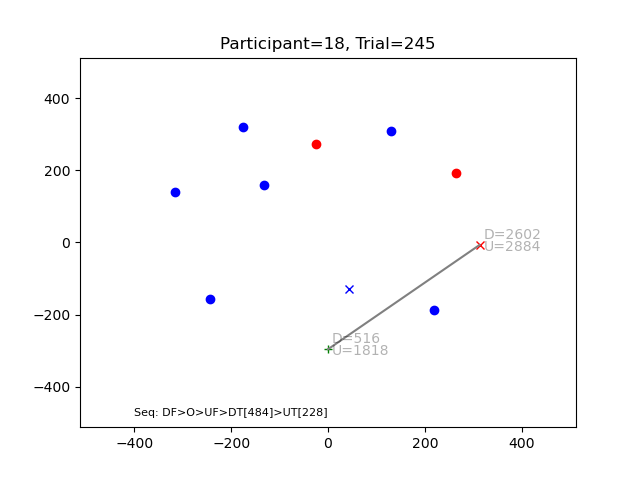 Participant=18, Trial=245
400
200
0
−200
−400
D=2602
U=2884
D=516
U=1818
Seq: DF>O>UF>DT[484]>UT[228]
−400 −200 0 200 400